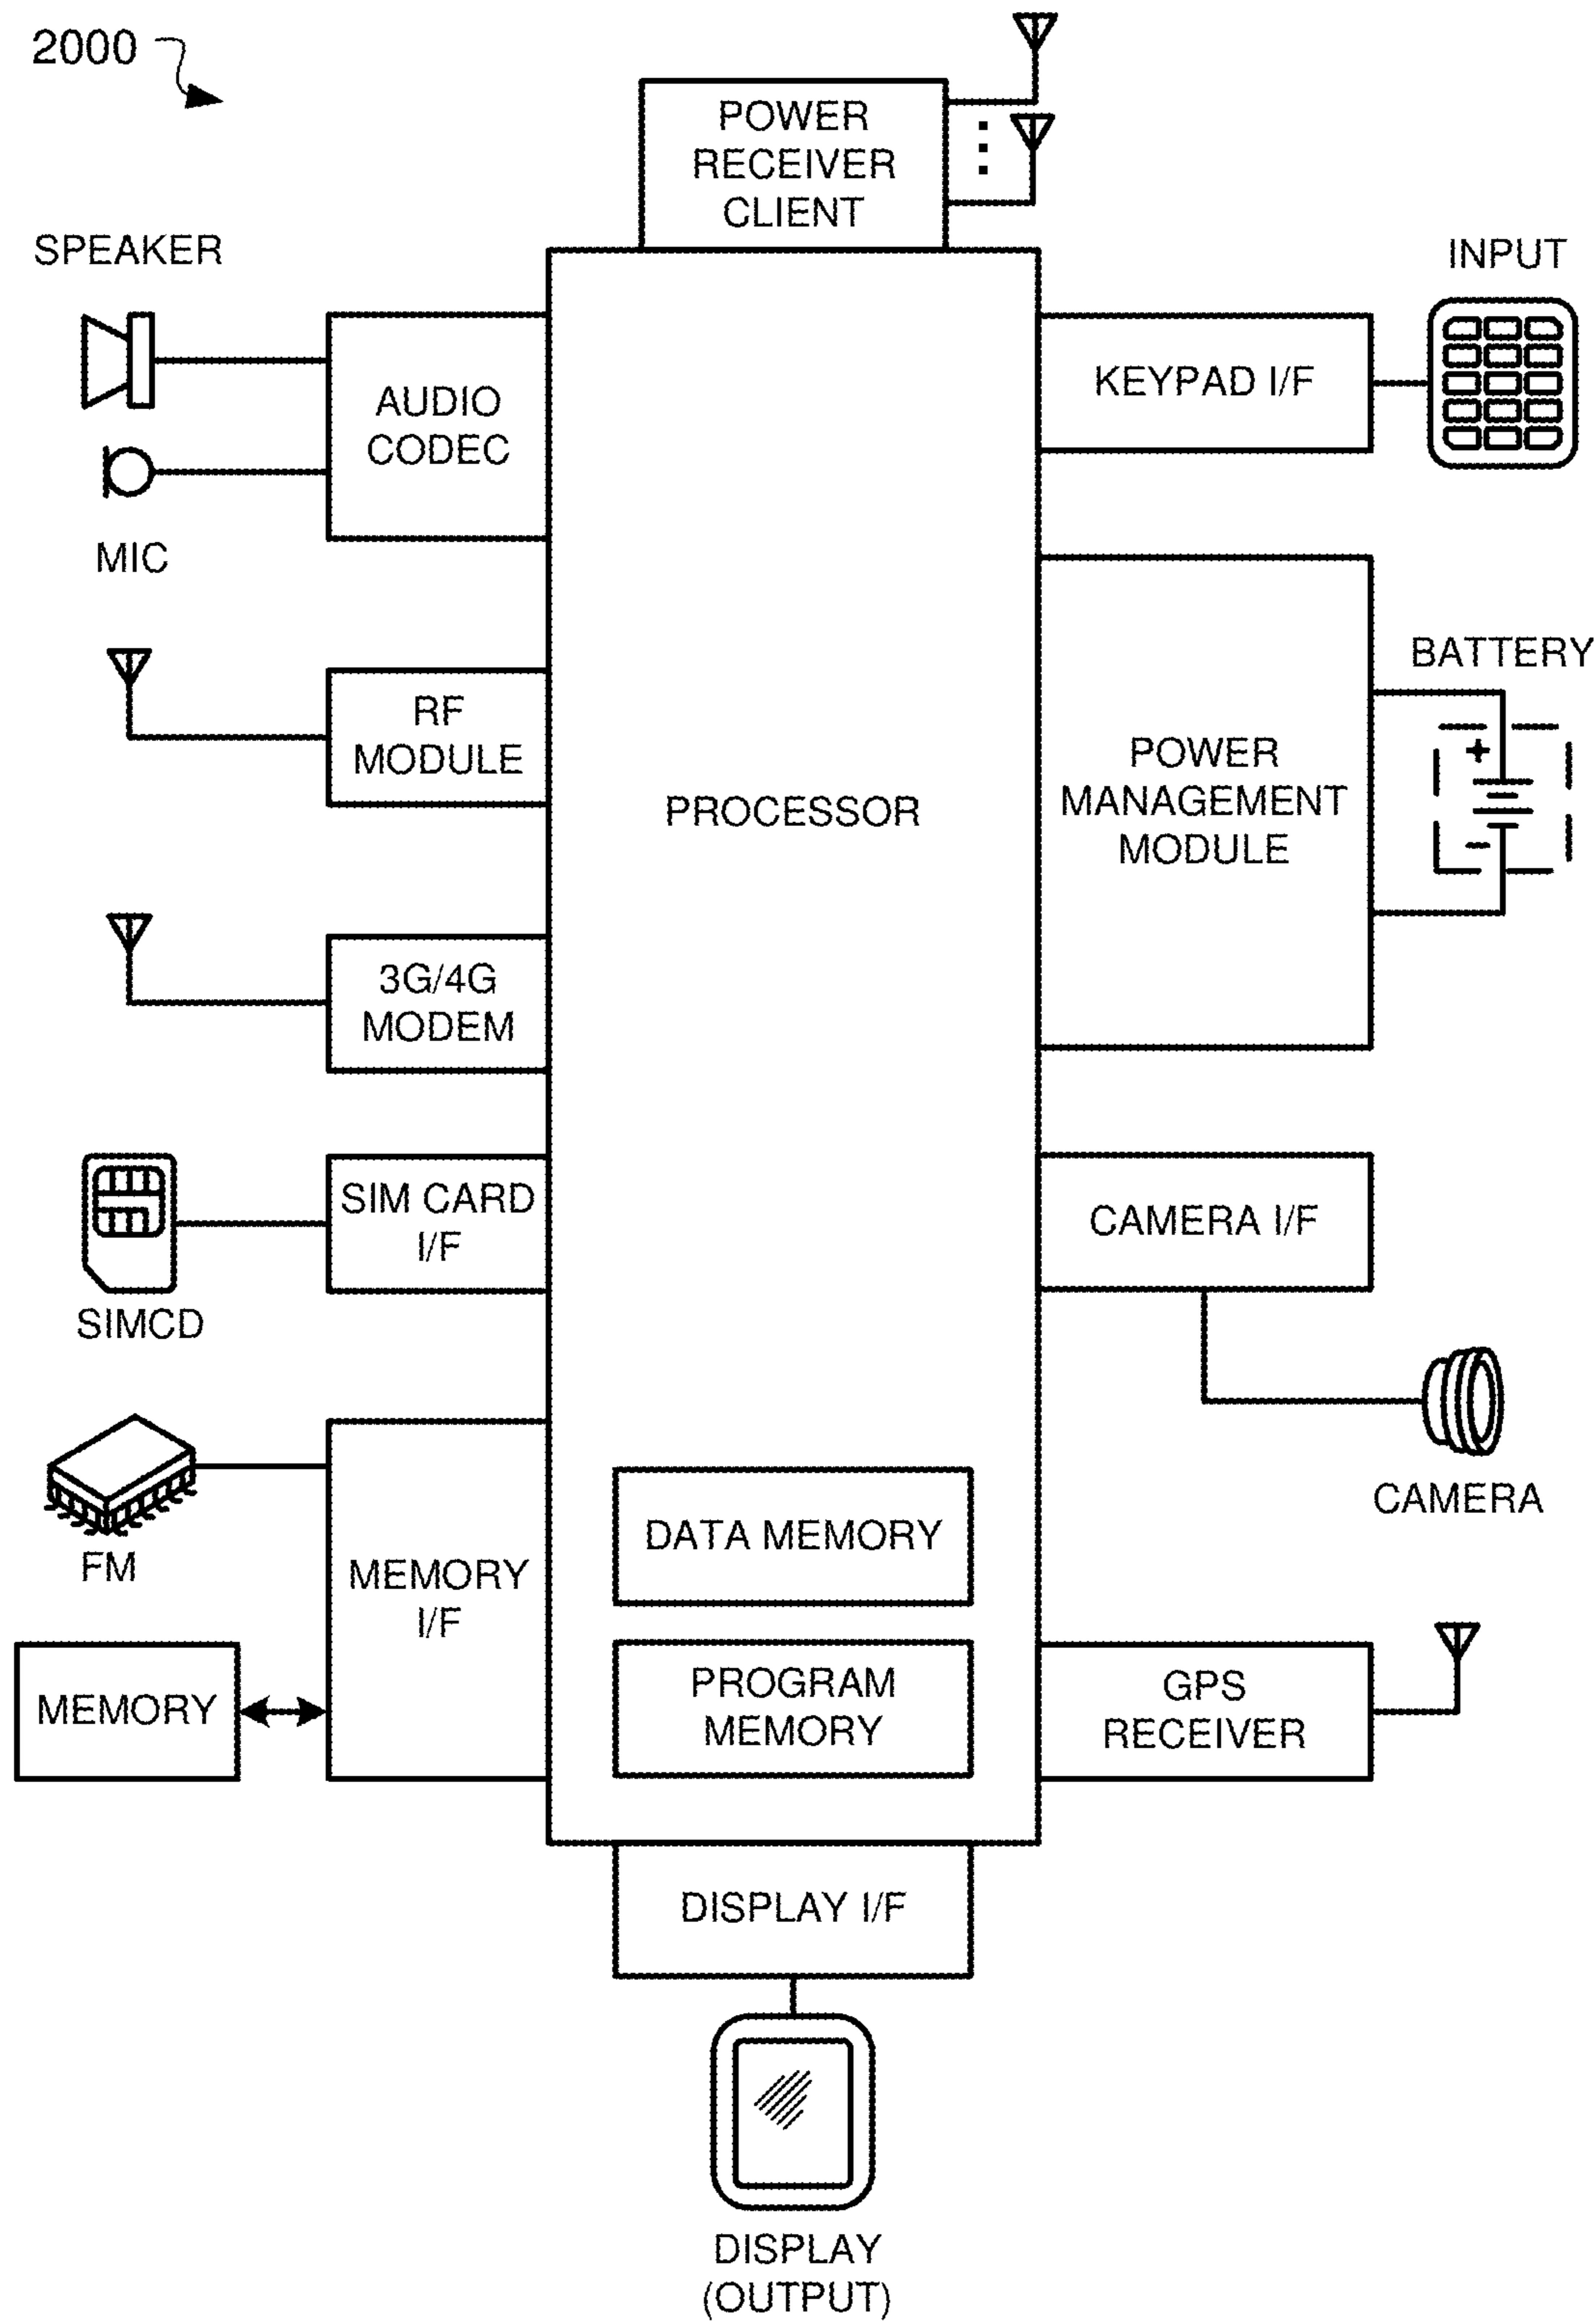 2000
POWER
RECEIVER
CLIENT
SPEAKER
INPUT
AUDIO
CODEC
KEYPAD I/F
MIC
RF
MODULE
PROCESSOR
POWER
MANAGEMENT
MODULE
BATTERY
+
-
3G/4G
MODEM
SIM CARD
I/F
SIMCD
CAMERA I/F
CAMERA
FM
MEMORY
I/F
MEMORY
DATA MEMORY
PROGRAM
MEMORY
GPS
RECEIVER
DISPLAY I/F
DISPLAY
(OUTPUT)